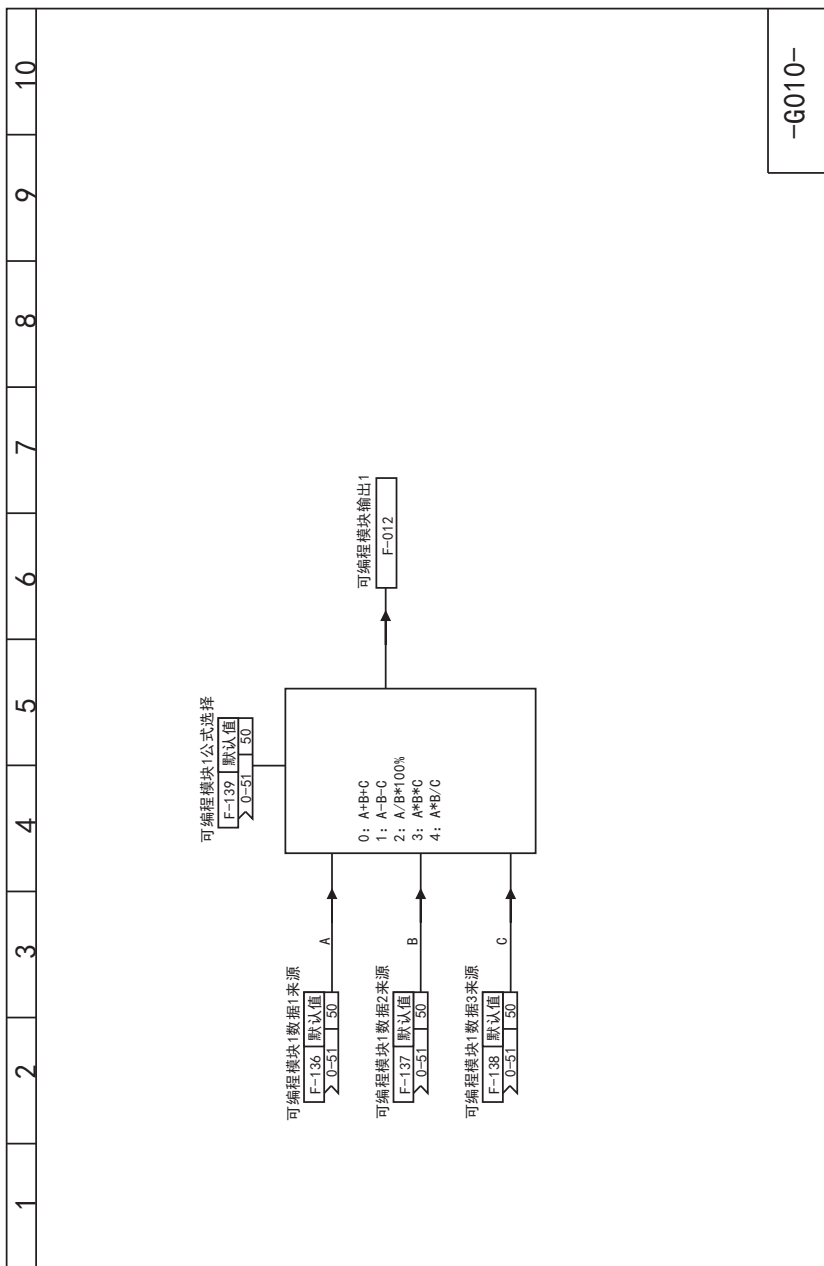 1 2 3 4 5 6 7 8 9 10
可编程模块1公式选择
F-139 默认值
0-51 50
可编程模块1数据1来源
F-136 默认值
0-51 50
A
可编程模块1数据2来源
F-137 默认值
0-51 50
B
可编程模块1数据3来源
F-138 默认值
0-51 50
C
0: A+B+C
1: A-B-C
2: A/B*100%
3: A*B*C
4: A*B/C
可编程模块输出1
F-012
-G010-